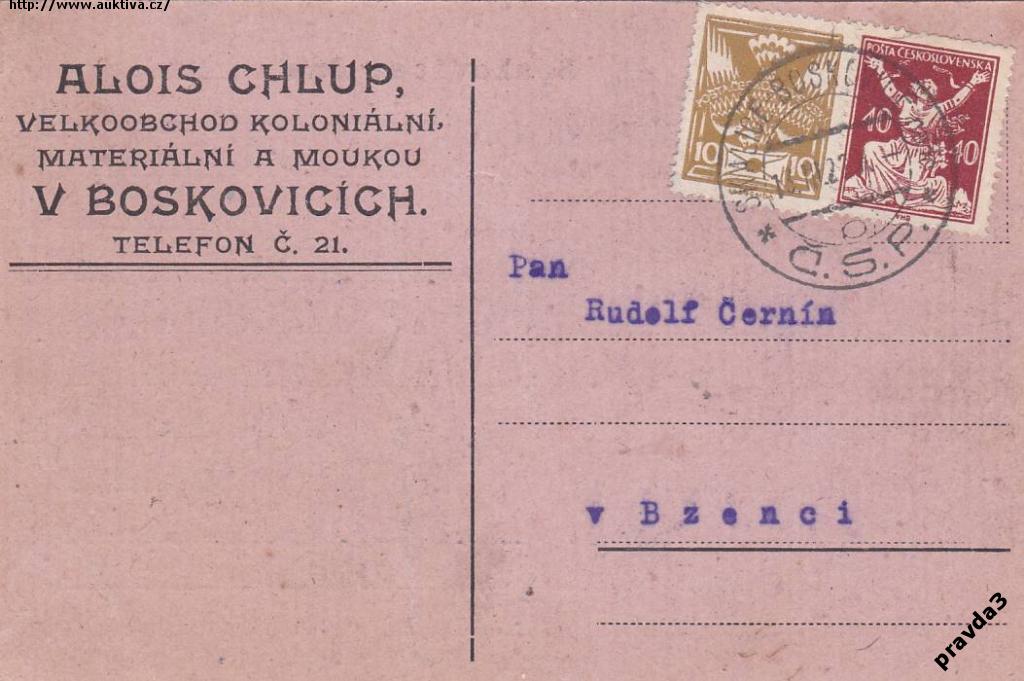 http://www.auktiva.cz/
ALOIS CHLUP,
VELKOOBCHOD KOLONIÁLNÍ,
MATERIÁLNÍ A MOUKOU
V BOSKOVICÍCH.
TELEFON Č. 21.
10 10
POŠTA ČESKOSLOVENSKA
10 10
* Č.S.P. *
Pan
Rudolf Černín
v Bzenci
pravda3